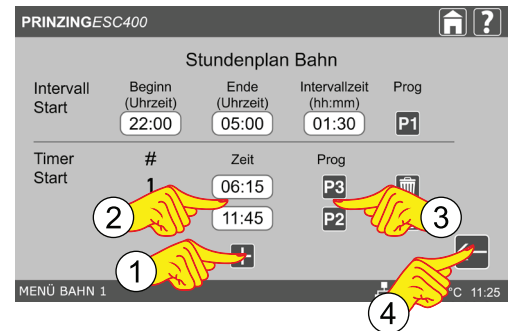 PRINZINGESC400
?
Stundenplan Bahn
Intervall Start
Beginn (Uhrzeit)
Ende (Uhrzeit)
Intervallzeit (hh:mm)
Prog
22:00 05:00 01:30 P1
Timer Start
# Zeit Prog
1 06:15 P3
11:45 P2
2
3
1
+
4
MENÜ BAHN 1 °C 11:25